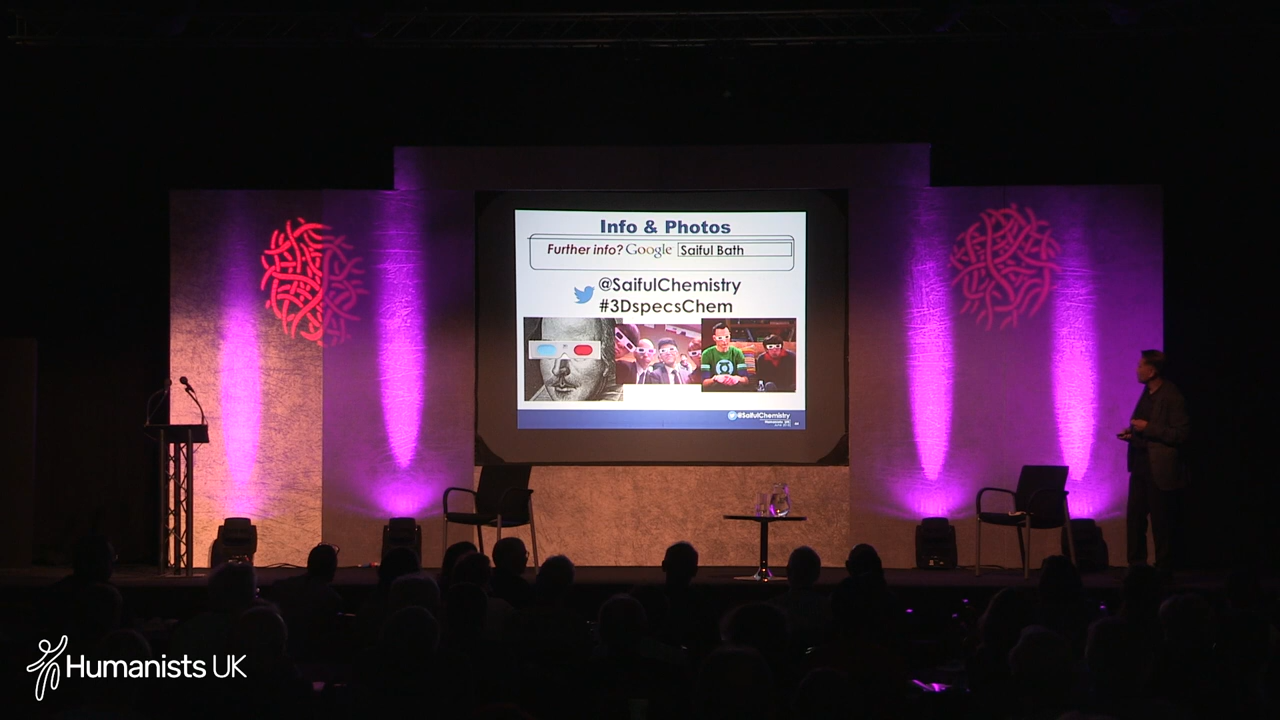 Info & Photos
Further info? Google Saiful Bath
@SaifulChemistry
#3DspecsChem
@SaifulChemistry
Humanists UK